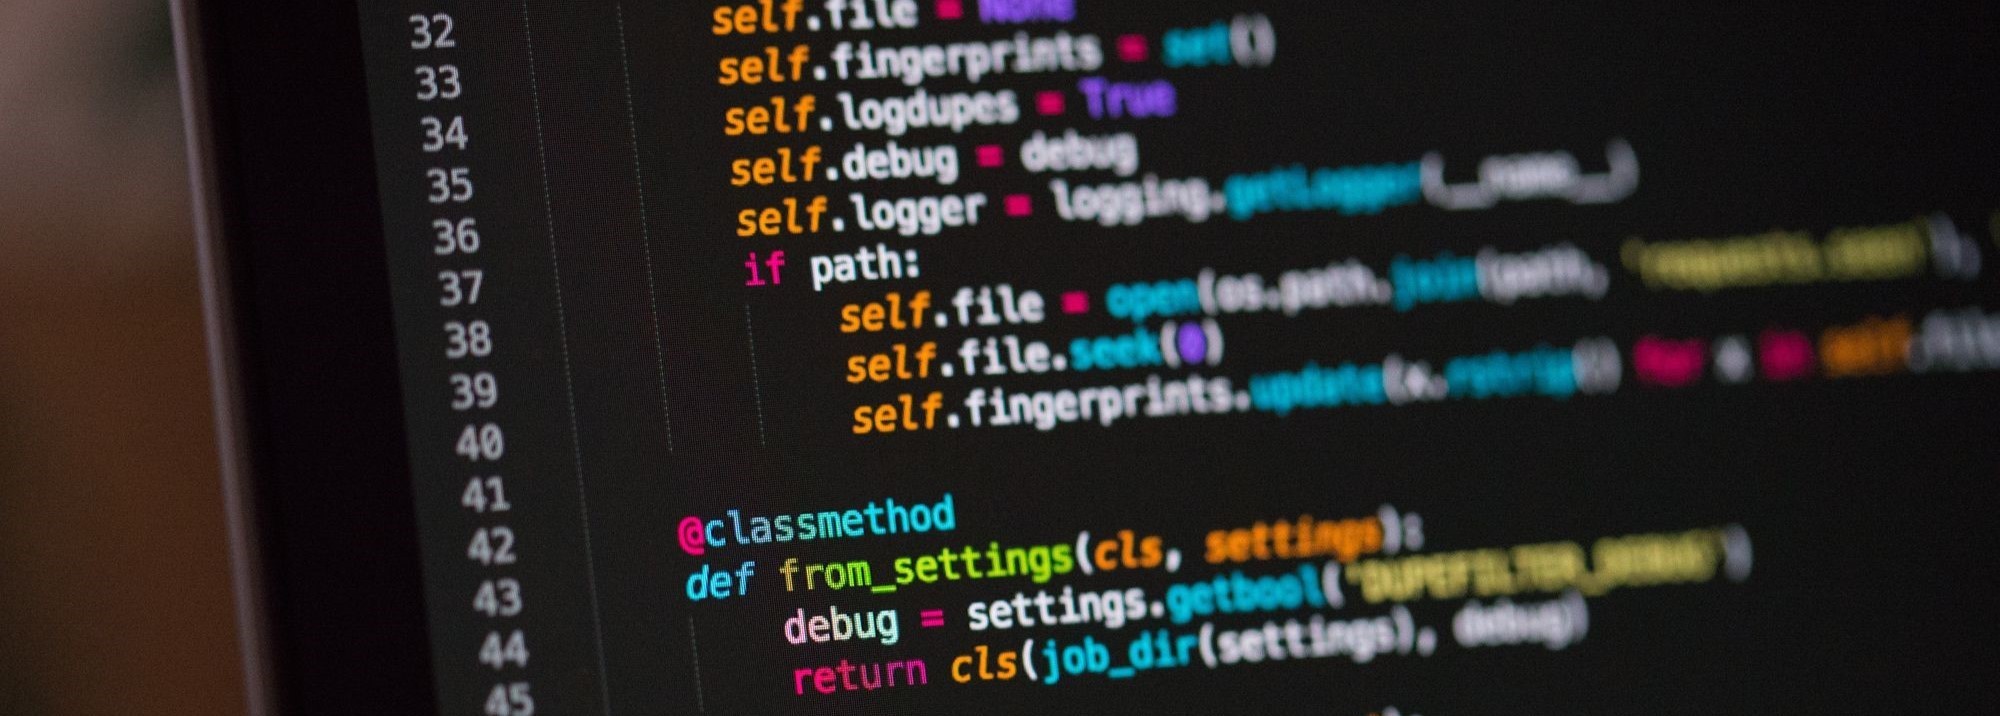 32 self.file = None
33 self.fingerprints = set()
34 self.logdupes = True
35 self.debug = debug
36 self.logger = logging.getLogger(__name__)
37 if path:
38 self.file = open(os.path.join(path, 'requests.seen'),
39 self.file.seek(0)
40 self.fingerprints.update(x.rstrip() for x in self.file
41
42 @classmethod
43 def from_settings(cls, settings):
44 debug = settings.getbool('DUPEFILTER_DEBUG')
45 return cls(job_dir(settings), debug)